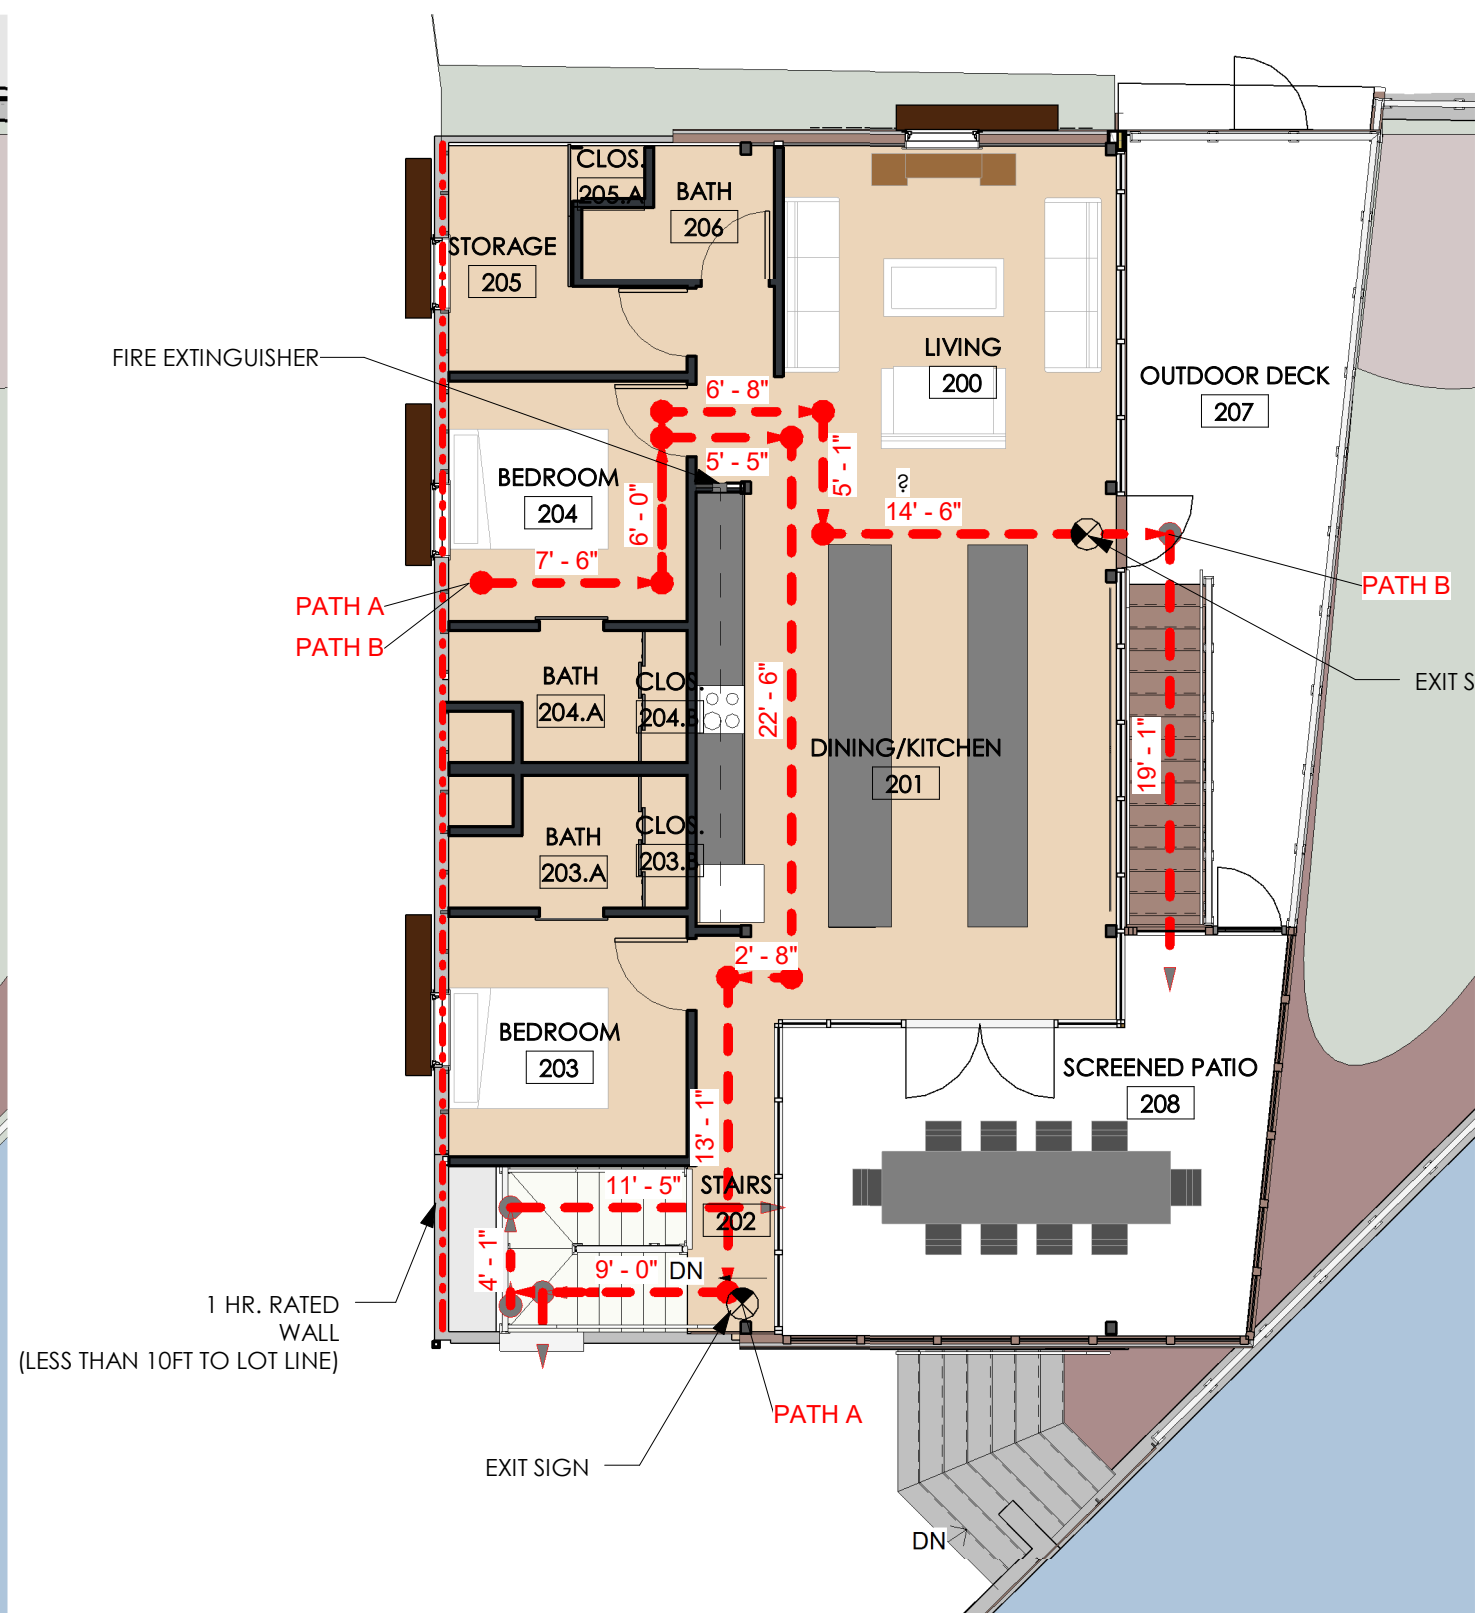 CLOS.
205.A
BATH
206
STORAGE
205
FIRE EXTINGUISHER
LIVING
200
OUTDOOR DECK
207
6' - 8"
5' - 5"
5' - 1"
?
14' - 6"
BEDROOM
204
6' - 0"
7' - 6"
PATH A
PATH B
PATH B
EXIT S
BATH
204.A
CLOS.
204.B
22' - 6"
DINING/KITCHEN
201
19' - 1"
BATH
203.A
CLOS.
203.B
2' - 8"
BEDROOM
203
SCREENED PATIO
208
13' - 1"
11' - 5"
STAIRS
202
4' - 1"
9' - 0"
DN
1 HR. RATED
WALL
(LESS THAN 10FT TO LOT LINE)
PATH A
EXIT SIGN
DN